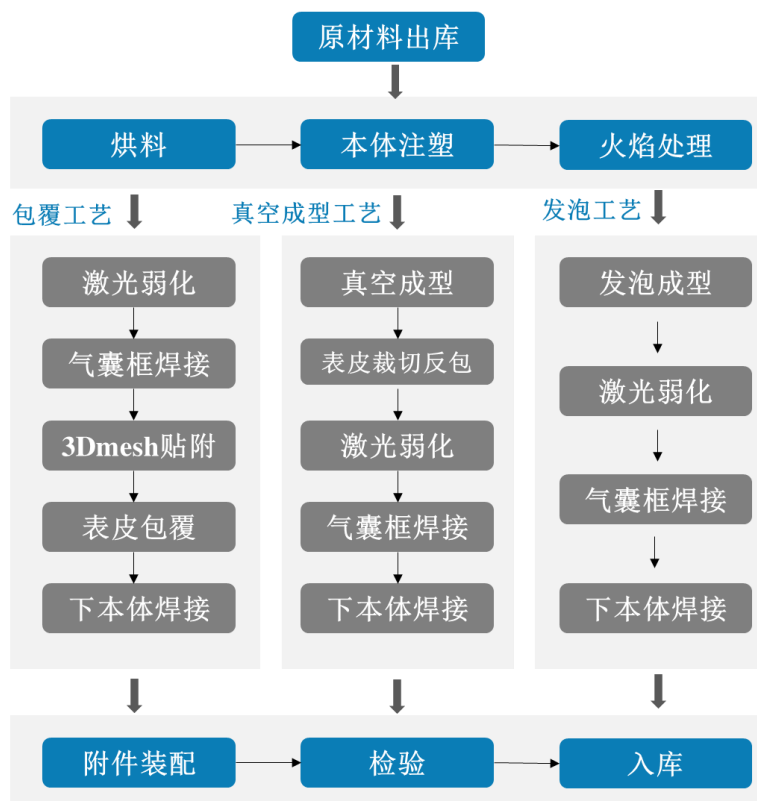 原材料出库
烘料
本体注塑
火焰处理
包覆工艺
真空成型工艺
发泡工艺
激光弱化
气囊框焊接
3Dmesh贴附
表皮包覆
下本体焊接
真空成型
表皮裁切反包
激光弱化
气囊框焊接
下本体焊接
发泡成型
激光弱化
气囊框焊接
下本体焊接
附件装配
检验
入库